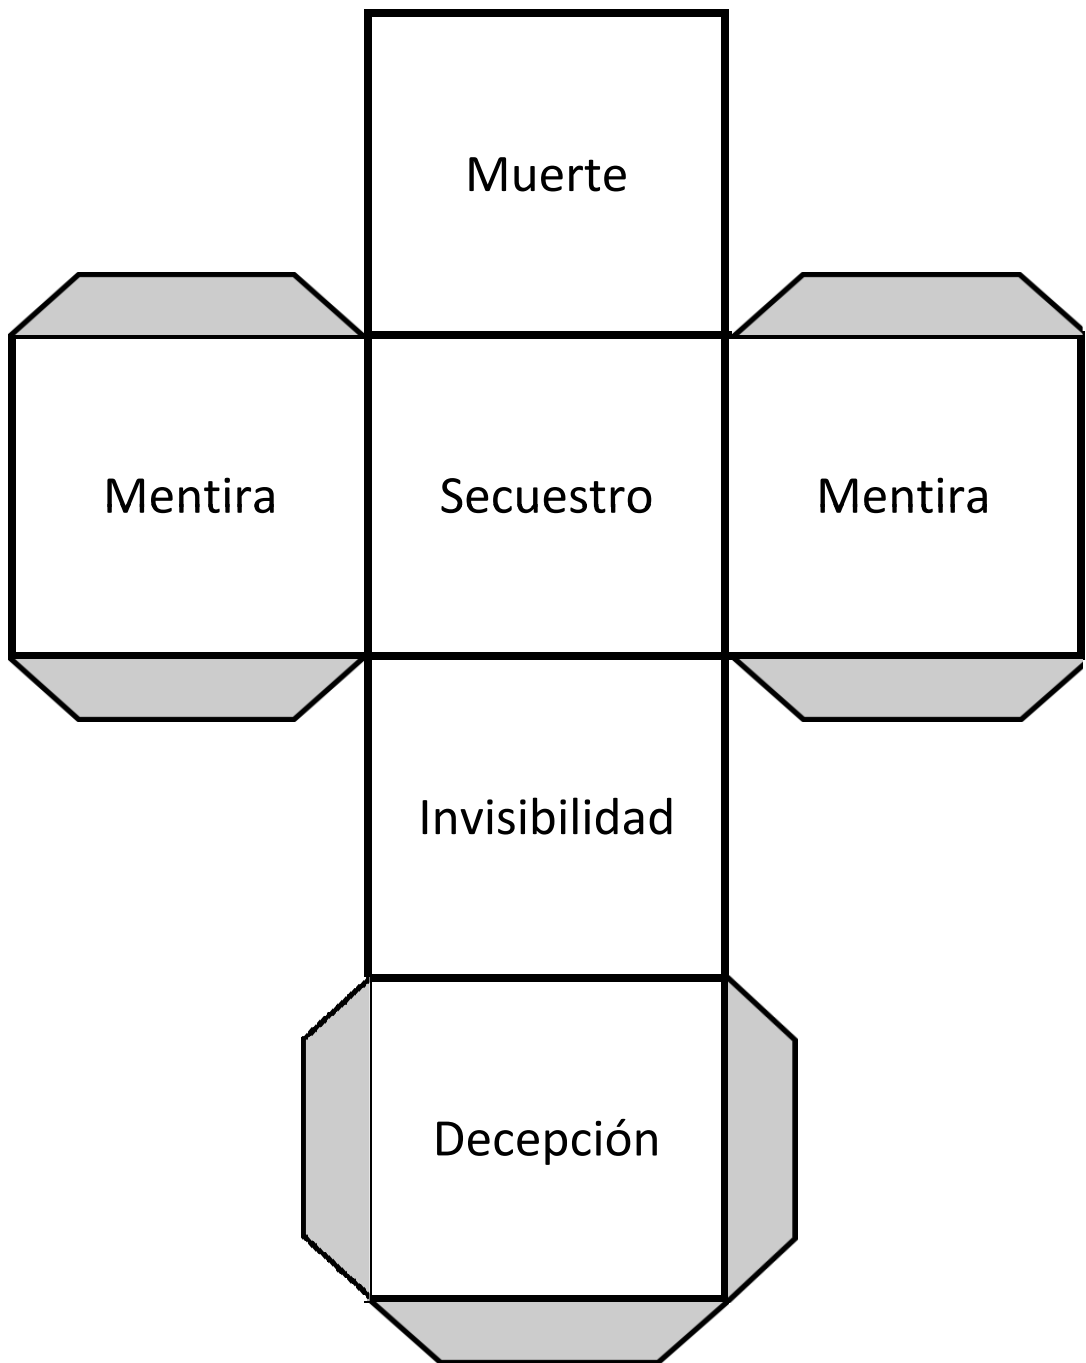 Muerte
Mentira
Secuestro
Mentira
Invisibilidad
Decepción